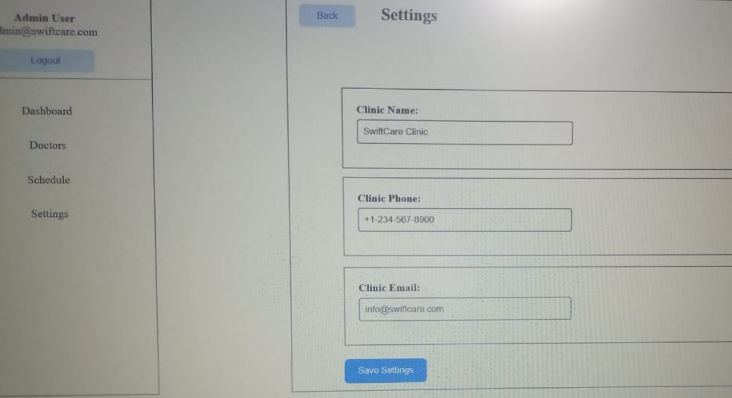 Admin User
dmin@swiftcare.com
Logout
Dashboard
Doctors
Schedule
Settings
Back
Settings
Clinic Name:
SwiftCare Clinic
Clinic Phone:
+1-234-567-8900
Clinic Email:
info@swiftcare.com
Save Settings